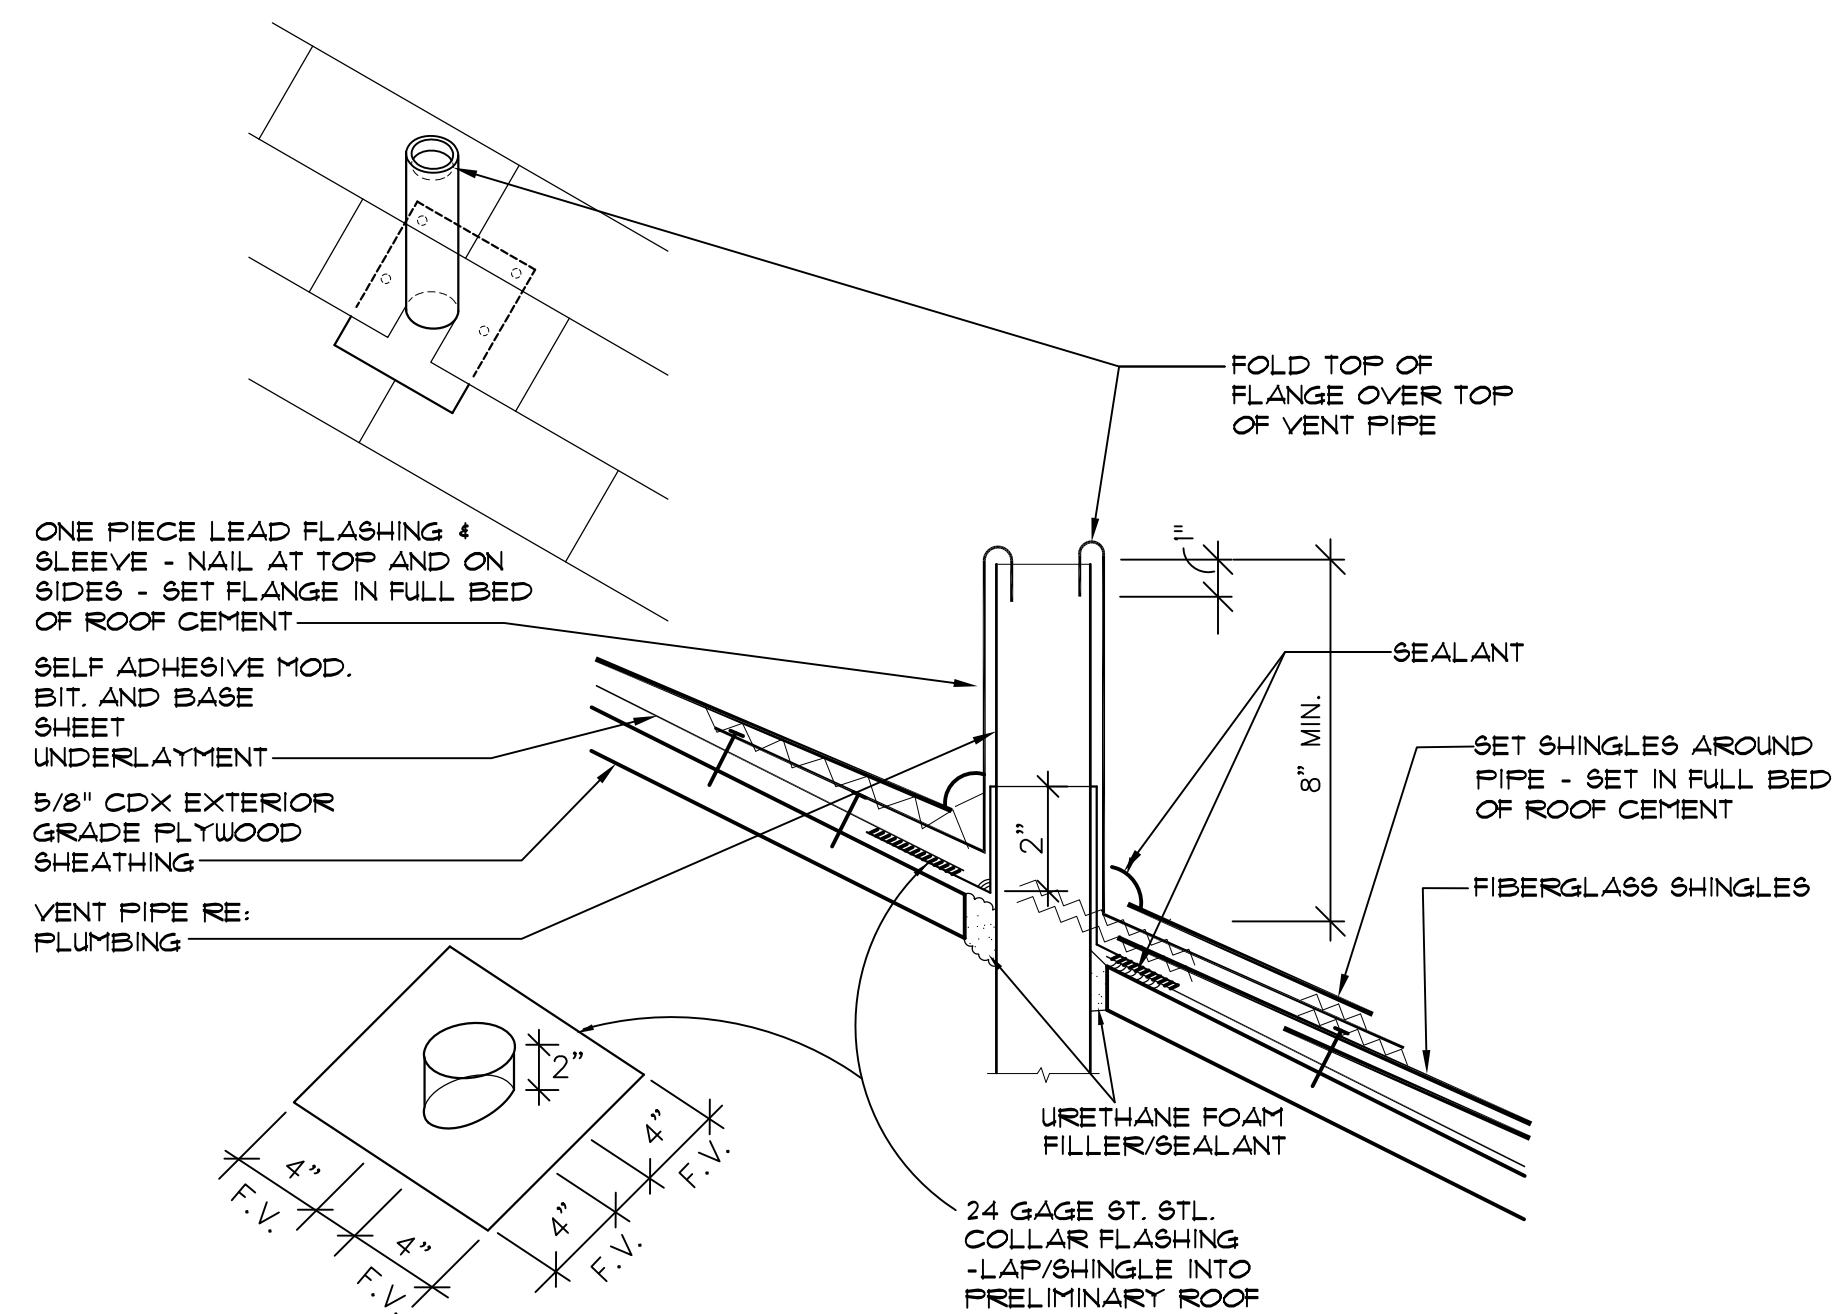 FOLD TOP OF
FLANGE OVER TOP
OF VENT PIPE
ONE PIECE LEAD FLASHING &
SLEEVE - NAIL AT TOP AND ON
SIDES - SET FLANGE IN FULL BED
OF ROOF CEMENT
1"
SEALANT
SELF ADHESIVE MOD.
BIT. AND BASE
SHEET
UNDERLAYMENT
8" MIN.
SET SHINGLES AROUND
PIPE - SET IN FULL BED
OF ROOF CEMENT
5/8" CDX EXTERIOR
GRADE PLYWOOD
SHEATHING
2"
FIBERGLASS SHINGLES
VENT PIPE RE:
PLUMBING
2"
URETHANE FOAM
FILLER/SEALANT
4"
F.V.
4"
F.V.
4"
F.V.
4"
F.V.
24 GAGE ST. STL.
COLLAR FLASHING
-LAP/SHINGLE INTO
PRELIMINARY ROOF